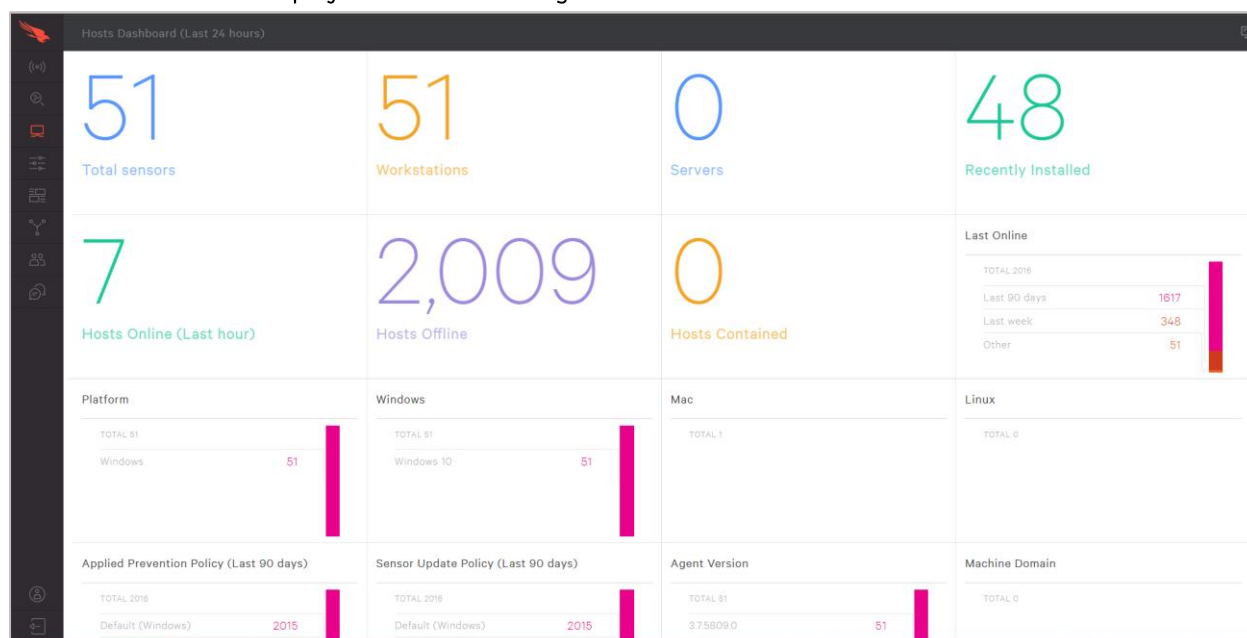 Hosts Dashboard (Last 24 hours)
51
Total sensors
51
Workstations
0
Servers
48
Recently Installed
7
Hosts Online (Last hour)
2,009
Hosts Offline
0
Hosts Contained
Last Online
TOTAL 2016
Last 90 days 1617
Last week 348
Other 51
Platform
TOTAL 51
Windows 51
Windows
TOTAL 51
Windows 10 51
Mac
TOTAL 1
Linux
TOTAL 0
Applied Prevention Policy (Last 90 days)
TOTAL 2016
Default (Windows) 2015
Sensor Update Policy (Last 90 days)
TOTAL 2016
Default (Windows) 2015
Agent Version
TOTAL 51
3.7.5809.0 51
Machine Domain
TOTAL 0